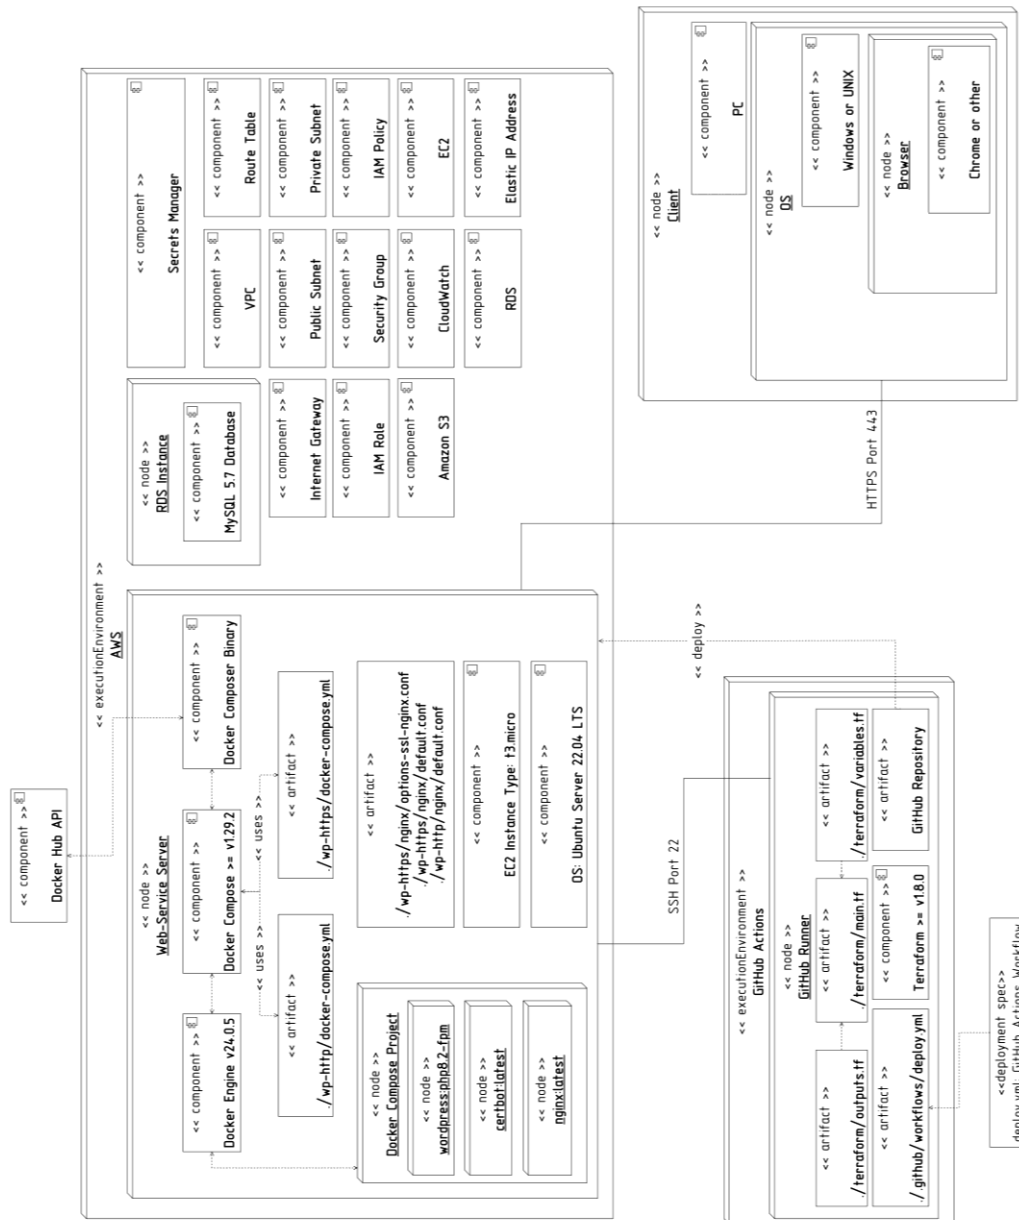 << component >>
Docker Hub API
<< executionEnvironment >>
AWS
<< node >>
Web-Service Server
<< component >>
Docker Engine v24.0.5
<< component >>
Docker Compose >= v1.29.2
<< component >>
Docker Composer Binary
<< uses >>
<< uses >>
<< artifact >>
./wp-http/docker-compose.yml
<< artifact >>
./wp-https/docker-compose.yml
<< node >>
Docker Compose Project
<< node >>
wordpress:php8.2-fpm
<< node >>
certbot:latest
<< node >>
nginx:latest
<< artifact >>
./wp-https/nginx/options-ssl-nginx.conf
./wp-https/nginx/default.conf
./wp-http/nginx/default.conf
<< component >>
EC2 Instance Type: t3.micro
<< component >>
OS: Ubuntu Server 22.04 LTS
<< node >>
RDS Instance
<< component >>
MySQL 5.7 Database
<< component >>
Secrets Manager
<< component >>
VPC
<< component >>
Route Table
<< component >>
Internet Gateway
<< component >>
Public Subnet
<< component >>
Private Subnet
<< component >>
IAM Role
<< component >>
Security Group
<< component >>
IAM Policy
<< component >>
Amazon S3
<< component >>
CloudWatch
<< component >>
EC2
<< component >>
RDS
<< component >>
Elastic IP Address
SSH Port 22
<< deploy >>
HTTPS Port 443
<< node >>
Client
<< component >>
PC
<< node >>
OS
<< component >>
Windows or UNIX
<< node >>
Browser
<< component >>
Chrome or other
<< executionEnvironment >>
GitHub Actions
<< node >>
GitHub Runner
<< artifact >>
./terraform/outputs.tf
<< artifact >>
./terraform/main.tf
<< artifact >>
./terraform/variables.tf
<< artifact >>
./.github/workflows/deploy.yml
<< component >>
Terraform >= v1.8.0
<< artifact >>
GitHub Repository
<<deployment spec>>
deploy.yml: GitHub Actions Workflow